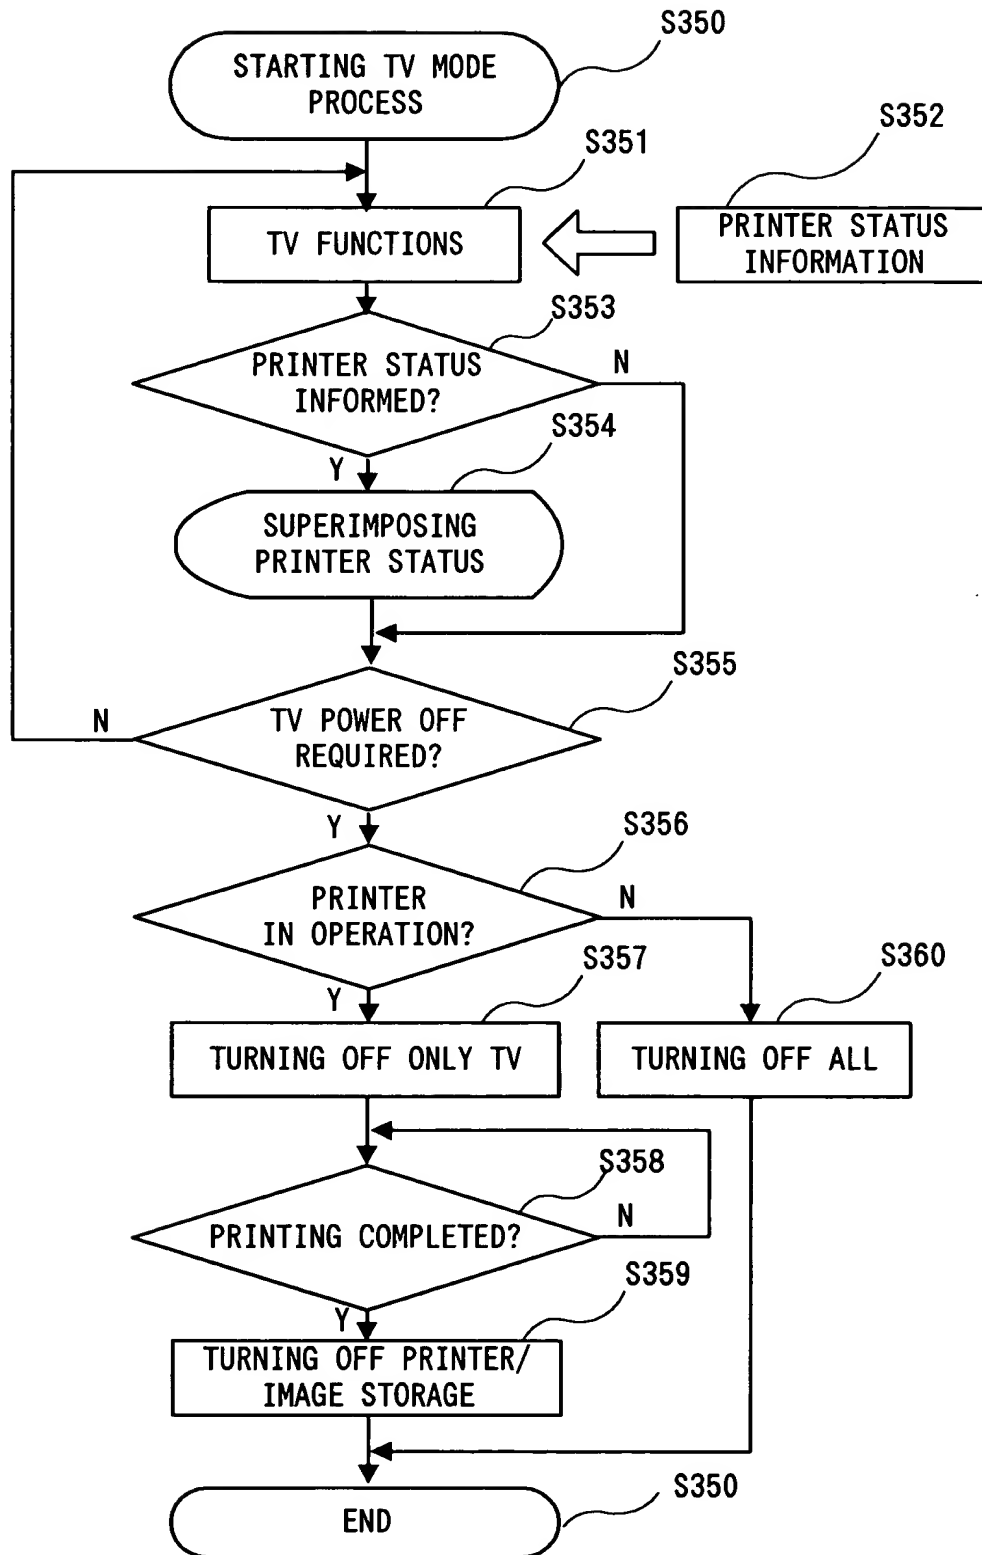 S350
STARTING TV MODE
PROCESS
S351
S352
TV FUNCTIONS
PRINTER STATUS
INFORMATION
S353
PRINTER STATUS
INFORMED?
N
S354
Y
SUPERIMPOSING
PRINTER STATUS
S355
N
TV POWER OFF
REQUIRED?
Y
S356
PRINTER
IN OPERATION?
N
S357
S360
Y
TURNING OFF ONLY TV
TURNING OFF ALL
S358
PRINTING COMPLETED?
N
S359
Y
TURNING OFF PRINTER/
IMAGE STORAGE
S350
END